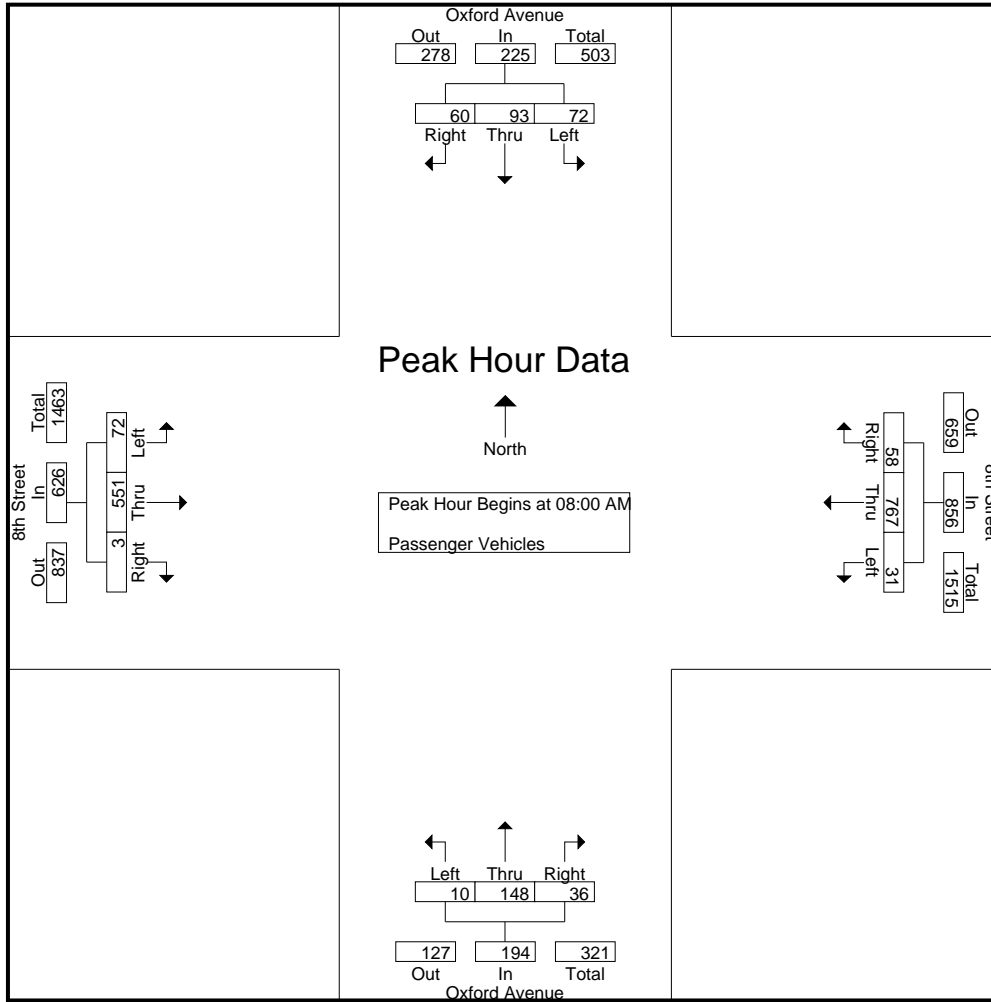 Oxford Avenue
Out In Total
278 225 503
60 93 72
Right Thru Left
Peak Hour Data
North
Peak Hour Begins at 08:00 AM
Passenger Vehicles
8th Street
Out In Total
837 626 1463
Right Thru Left
3 551 72
8th Street
Out In Total
659 856 1515
Right Thru Left
58 767 31
Left Thru Right
10 148 36
127 194 321
Out In Total
Oxford Avenue